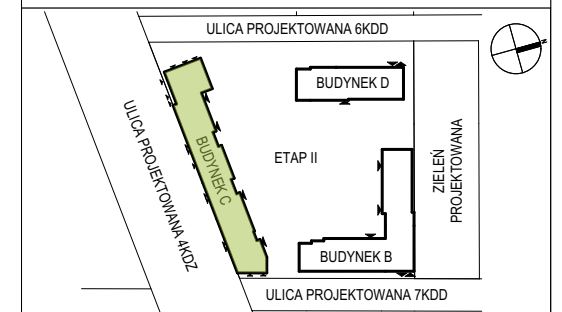 ULICA PROJEKTOWANA 6KDD
BUDYNEK D
ULICA PROJEKTOWANA 4KDZ
BUDYNEK C
ETAP II
ZIELEŃ
PROJEKTOWANA
BUDYNEK B
ULICA PROJEKTOWANA 7KDD